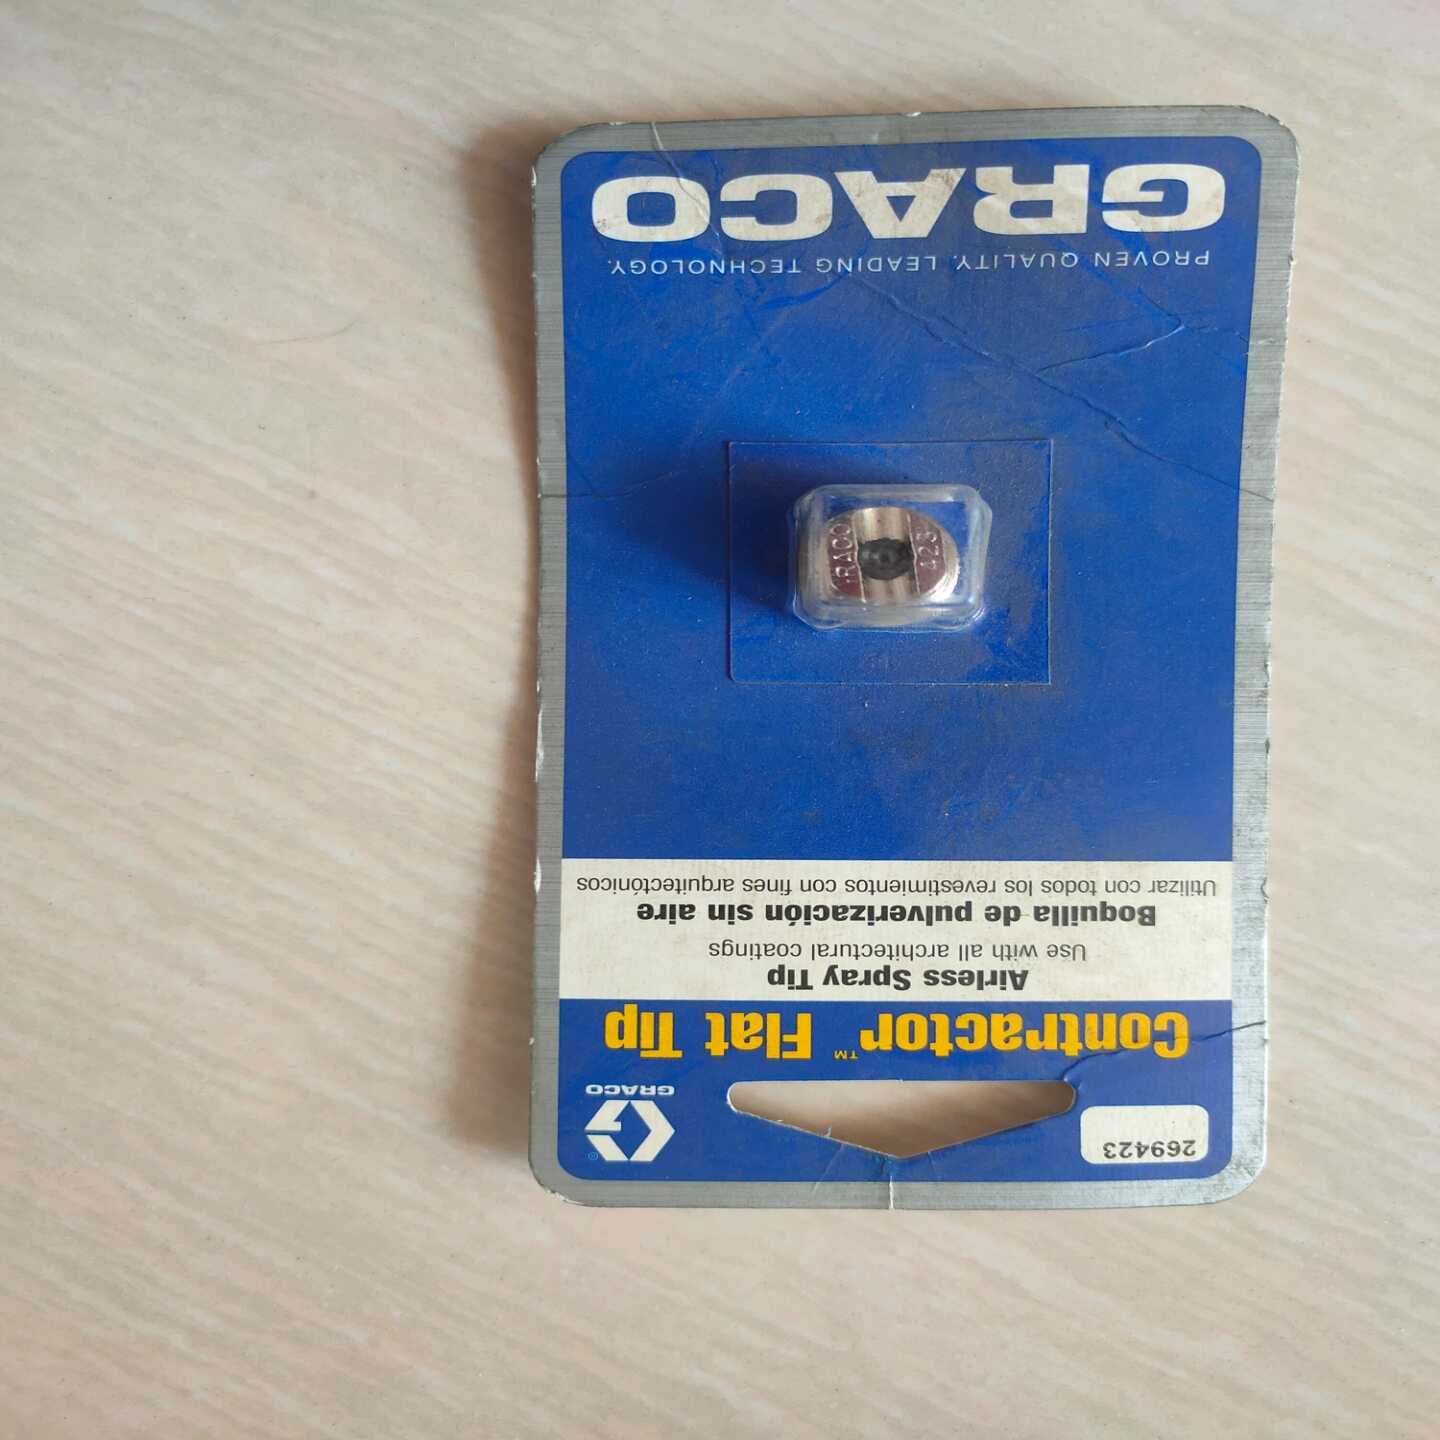 269423
GRACO
®
Contractor™ Flat Tip
Airless Spray Tip
Use with all architectural coatings
Boquilla de pulverización sin aire
Utilizar con todos los revestimientos con fines arquitectónicos
423
PROVEN QUALITY. LEADING TECHNOLOGY.
GRACO